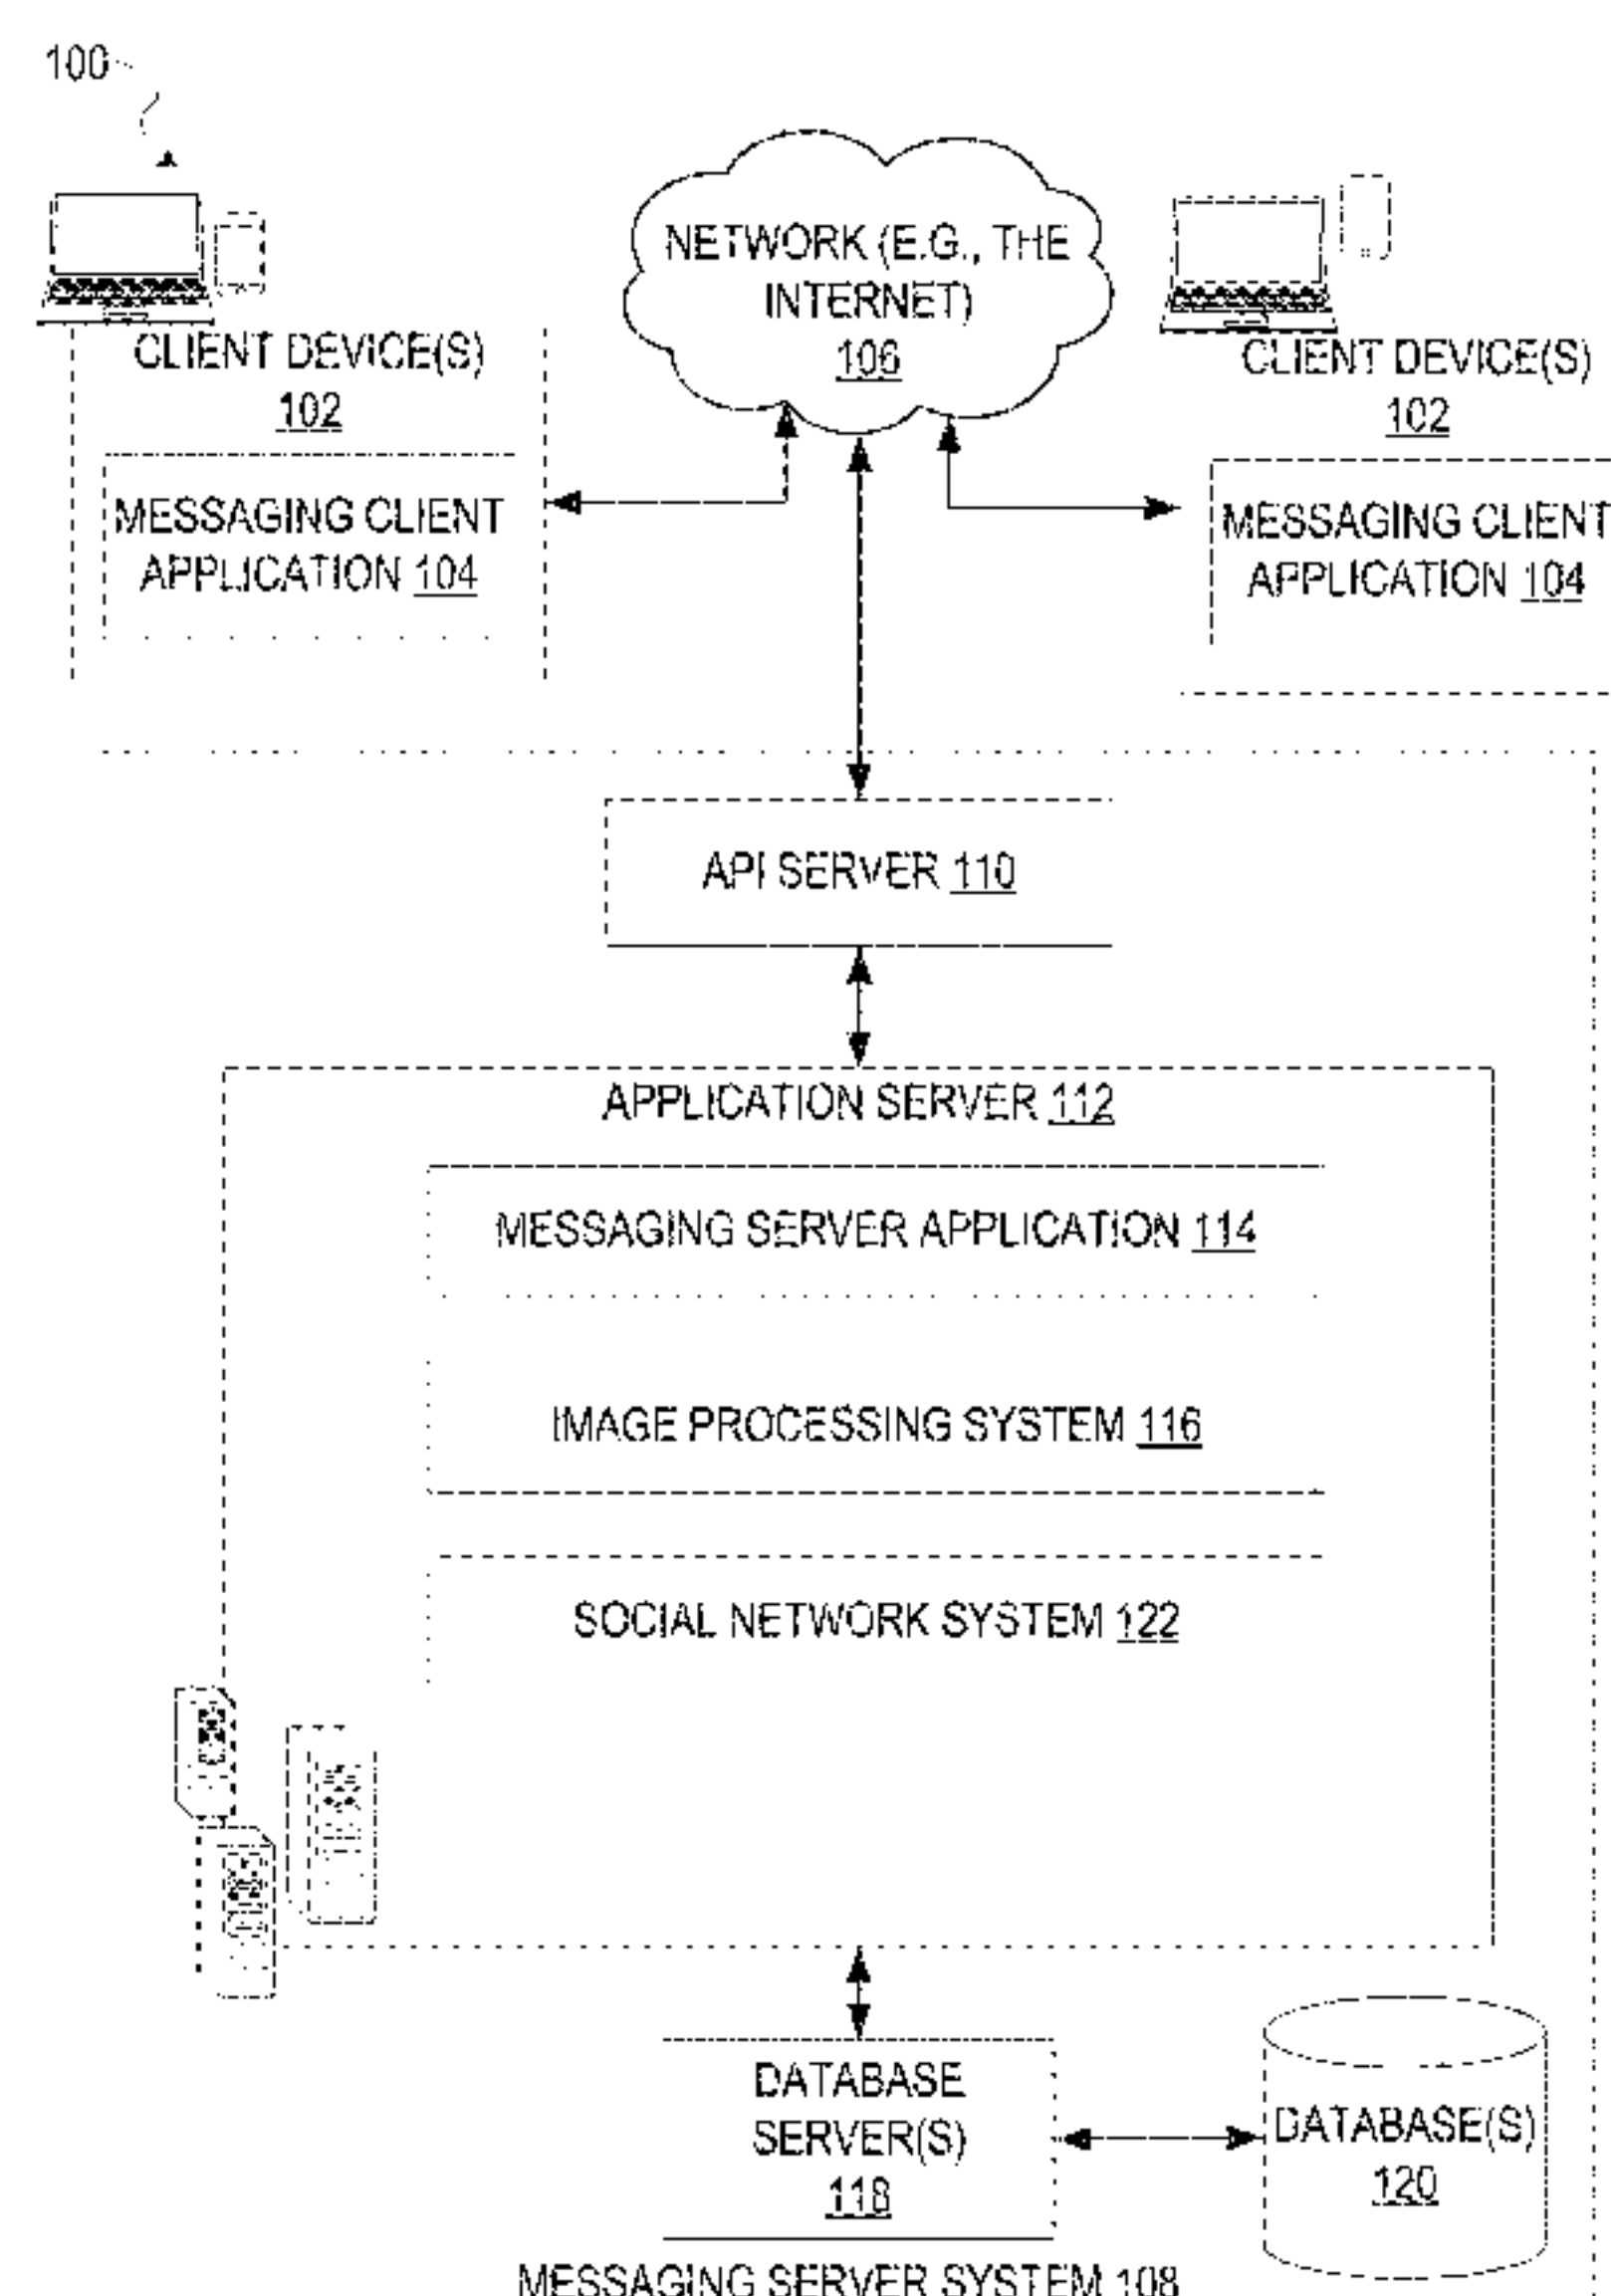 100
NETWORK (E.G., THE
INTERNET)
106
CLIENT DEVICE(S)
102
MESSAGING CLIENT
APPLICATION 104
CLIENT DEVICE(S)
102
MESSAGING CLIENT
APPLICATION 104
API SERVER 110
APPLICATION SERVER 112
MESSAGING SERVER APPLICATION 114
IMAGE PROCESSING SYSTEM 116
SOCIAL NETWORK SYSTEM 122
DATABASE
SERVER(S)
118
DATABASE(S)
120
MESSAGING SERVER SYSTEM 108